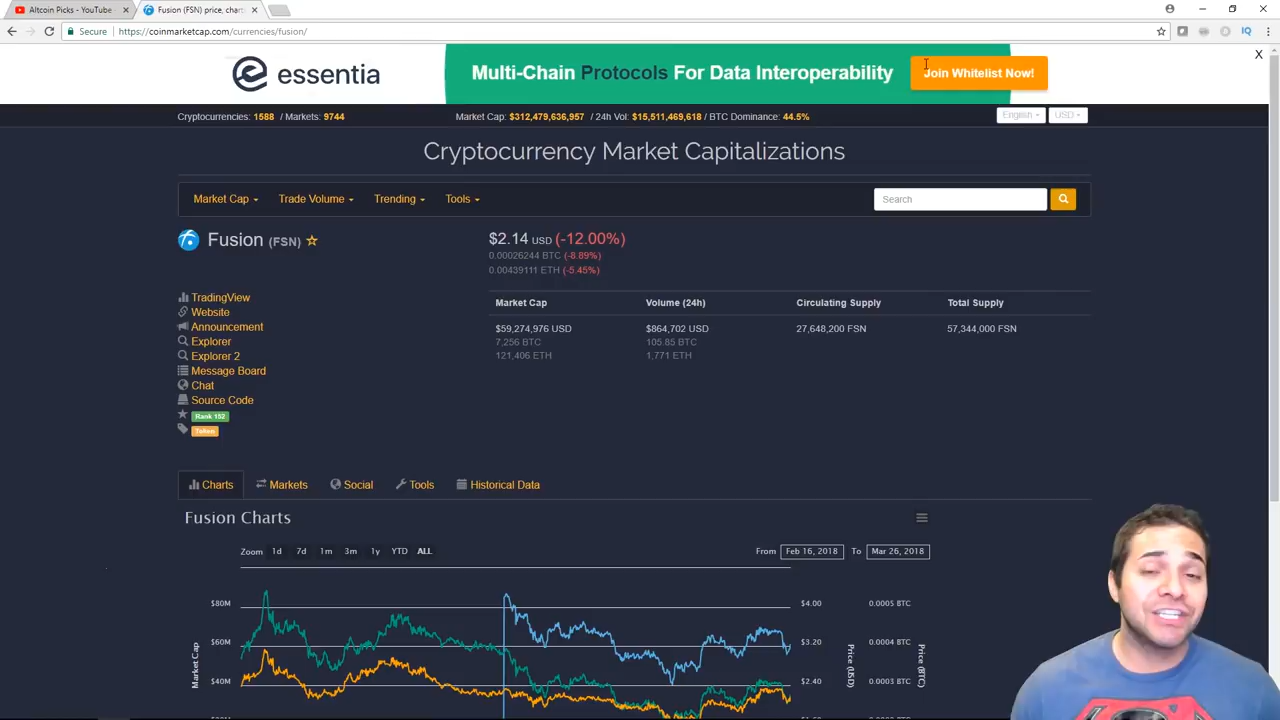 Altcoin Picks - YouTube
Fusion (FSN) price, chart
Secure
https://coinmarketcap.com/currencies/fusion/
essentia
Multi-Chain Protocols For Data Interoperability
Join Whitelist Now!
X
Cryptocurrencies: 1588 / Markets: 9744
Market Cap: $312,479,636,957 / 24h Vol: $15,511,469,618 / BTC Dominance: 44.5%
English
USD
Cryptocurrency Market Capitalizations
Market Cap
Trade Volume
Trending
Tools
Search
Fusion (FSN)
$2.14 USD (-12.00%)
0.00026244 BTC (-8.89%)
0.00439111 ETH (-5.45%)
TradingView
Website
Announcement
Explorer
Explorer 2
Message Board
Chat
Source Code
Rank 152
Token
Market Cap
Volume (24h)
Circulating Supply
Total Supply
$59,274,976 USD
$864,702 USD
27,648,200 FSN
57,344,000 FSN
7,256 BTC
105.85 BTC
121,406 ETH
1,771 ETH
Charts
Markets
Social
Tools
Historical Data
Fusion Charts
Zoom 1d 7d 1m 3m 1y YTD ALL
From Feb 16, 2018 To Mar 26, 2018
$80M
$4.00
0.0005 BTC
$60M
$3.20
0.0004 BTC
$40M
$2.40
0.0003 BTC
Market Cap
Price (USD)
Price (BTC)